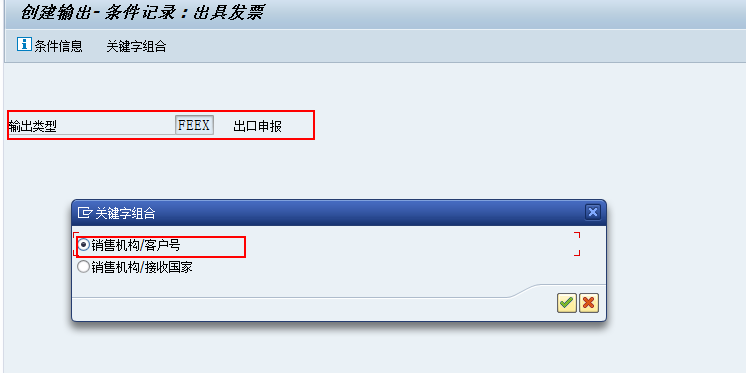 创建输出-条件记录：出具发票
条件信息 关键字组合
输出类型 FEEX 出口申报
关键字组合
销售机构/客户号
销售机构/接收国家